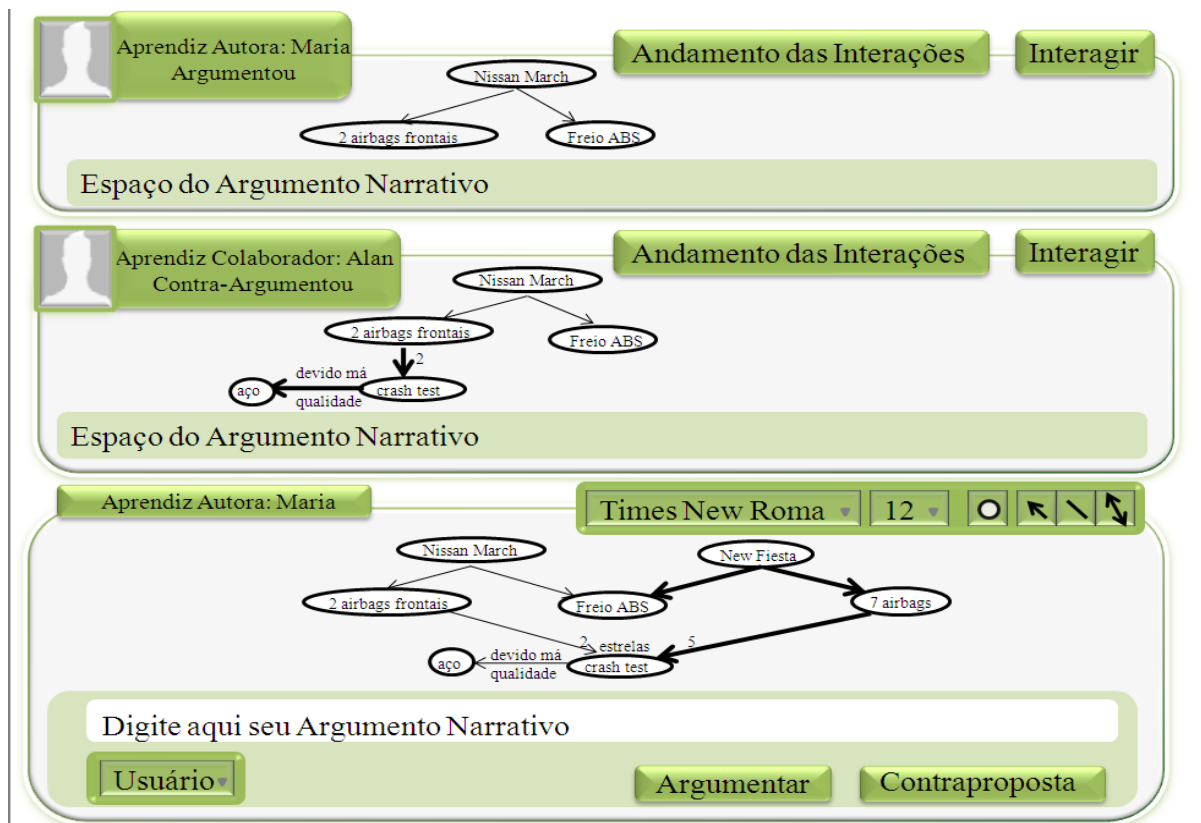 Aprendiz Autora: Maria
Argumentou
Andamento das Interações
Interagir
Nissan March
2 airbags frontais
Freio ABS
Espaço do Argumento Narrativo
Aprendiz Colaborador: Alan
Contra-Argumentou
Andamento das Interações
Interagir
Nissan March
2 airbags frontais
Freio ABS
2
devido má
qualidade
aço
crash test
Espaço do Argumento Narrativo
Aprendiz Autora: Maria
Times New Roma
12
Nissan March
New Fiesta
2 airbags frontais
Freio ABS
7 airbags
2 estrelas
5
devido má
qualidade
aço
crash test
Digite aqui seu Argumento Narrativo
Usuário
Argumentar
Contraproposta